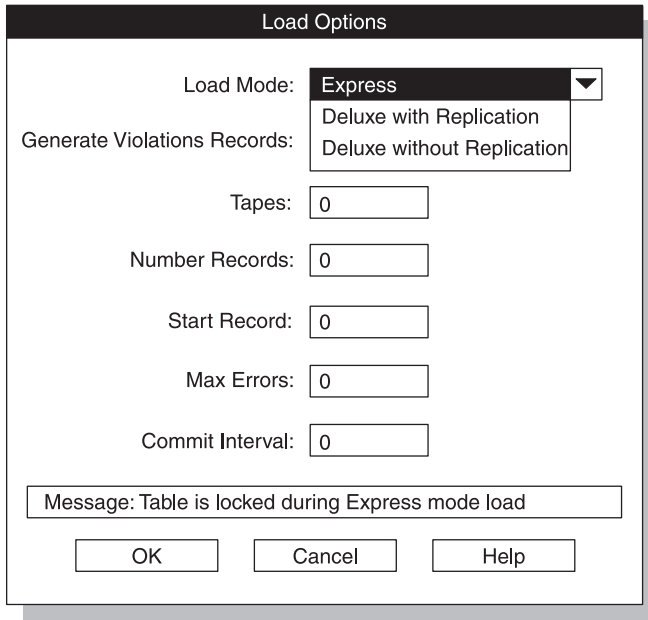 Load Options
Load Mode: Express
Deluxe with Replication
Generate Violations Records: Deluxe without Replication
Tapes: 0
Number Records: 0
Start Record: 0
Max Errors: 0
Commit Interval: 0
Message: Table is locked during Express mode load
OK Cancel Help